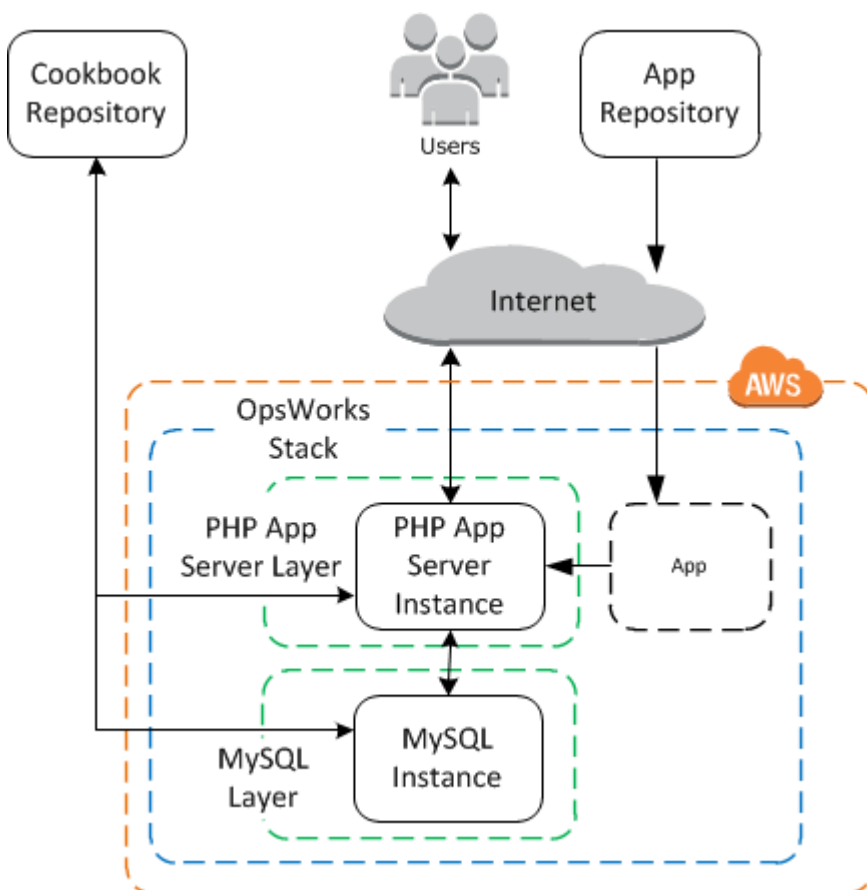 Cookbook
Repository
Users
App
Repository
Internet
AWS
OpsWorks
Stack
PHP App
Server Layer
PHP App
Server
Instance
App
MySQL
Layer
MySQL
Instance